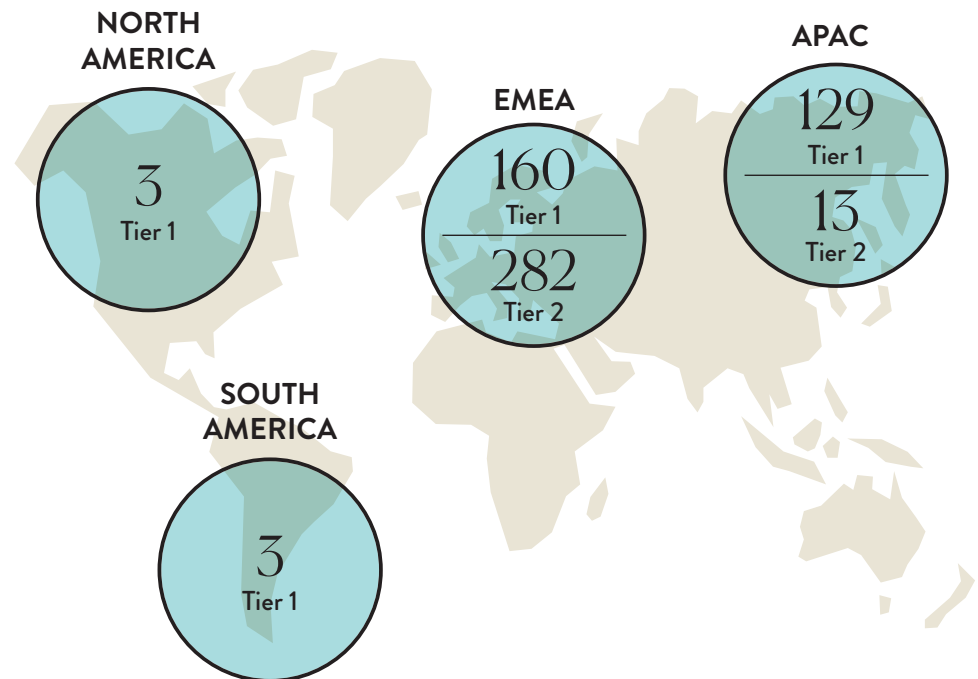 NORTH
AMERICA
3
Tier 1
EMEA
160
Tier 1
282
Tier 2
APAC
129
Tier 1
13
Tier 2
SOUTH
AMERICA
3
Tier 1